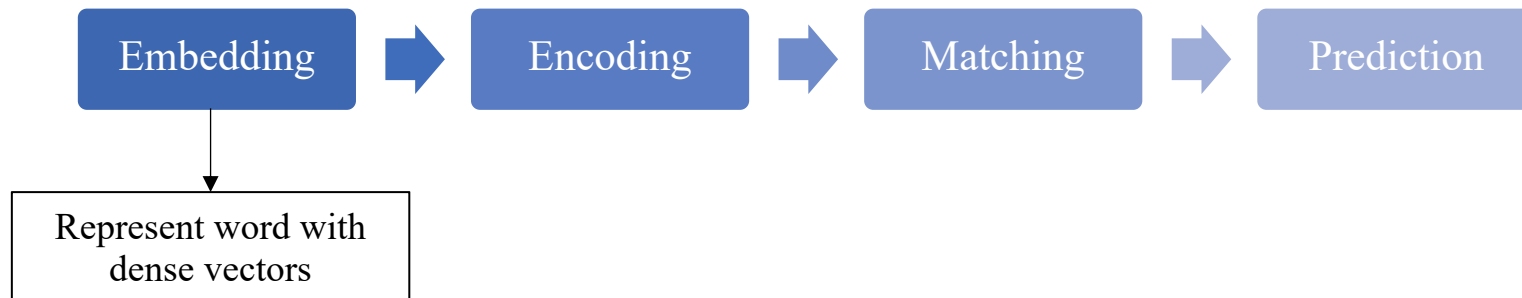 Embedding
Encoding
Matching
Prediction
Represent word with
dense vectors